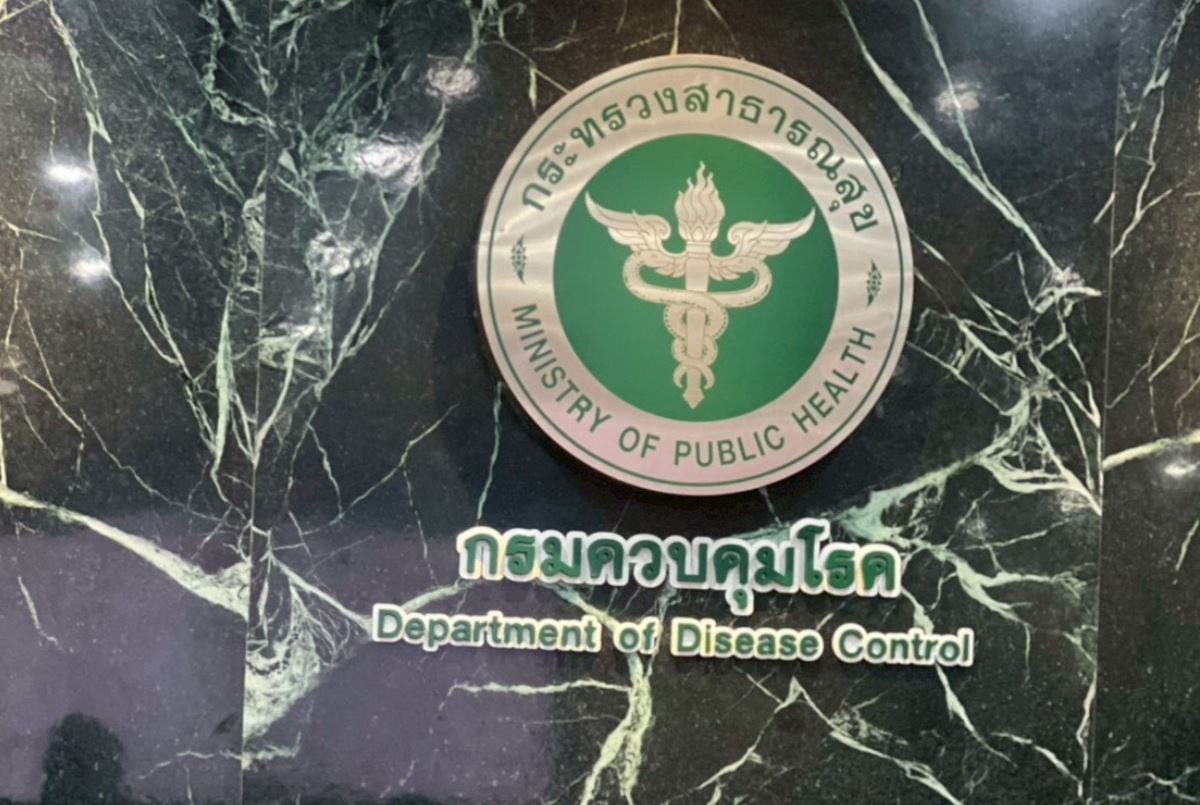 กระทรวงสาธารณสุข
MINISTRY OF PUBLIC HEALTH
กรมควบคุมโรค
Department of Disease Control